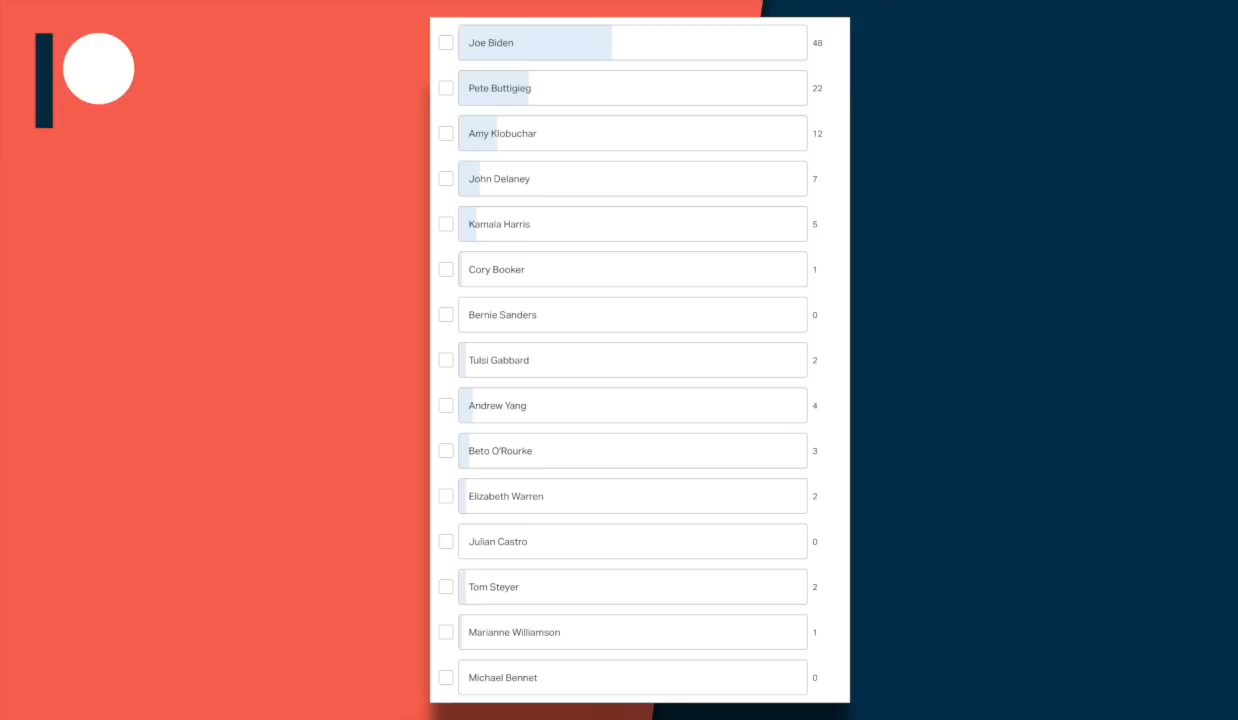 Joe Biden 48
Pete Buttigieg 22
Amy Klobuchar 12
John Delaney 7
Kamala Harris 5
Cory Booker 1
Bernie Sanders 0
Tulsi Gabbard 2
Andrew Yang 4
Beto O'Rourke 3
Elizabeth Warren 2
Julian Castro 0
Tom Steyer 2
Marianne Williamson 1
Michael Bennet 0